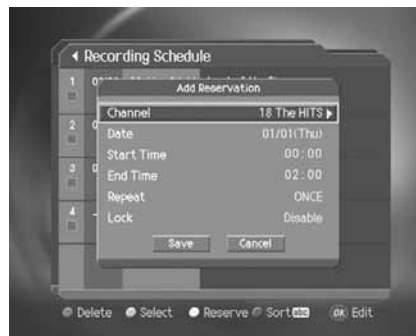 Recording Schedule
1
Add Reservation
Channel 18 The HITS
Date 01/01(Thu)
2
Start Time 00:00
End Time 02:00
3
Repeat ONCE
4
Lock Disable
Save Cancel
Delete Select Reserve Sort abc OK Edit